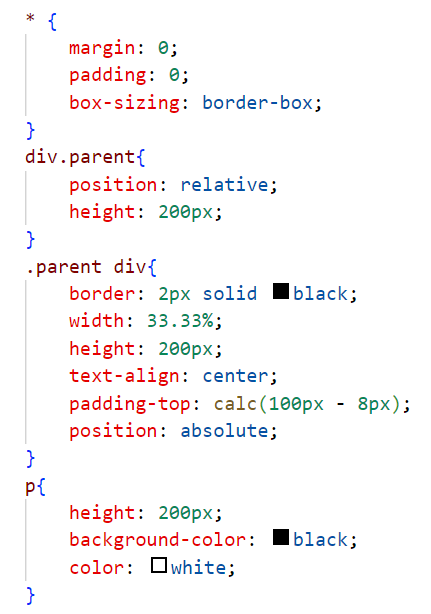 * {
    margin: 0;
    padding: 0;
    box-sizing: border-box;
}
div.parent{
    position: relative;
    height: 200px;
}
.parent div{
    border: 2px solid black;
    width: 33.33%;
    height: 200px;
    text-align: center;
    padding-top: calc(100px - 8px);
    position: absolute;
}
p{
    height: 200px;
    background-color: black;
    color: white;
}